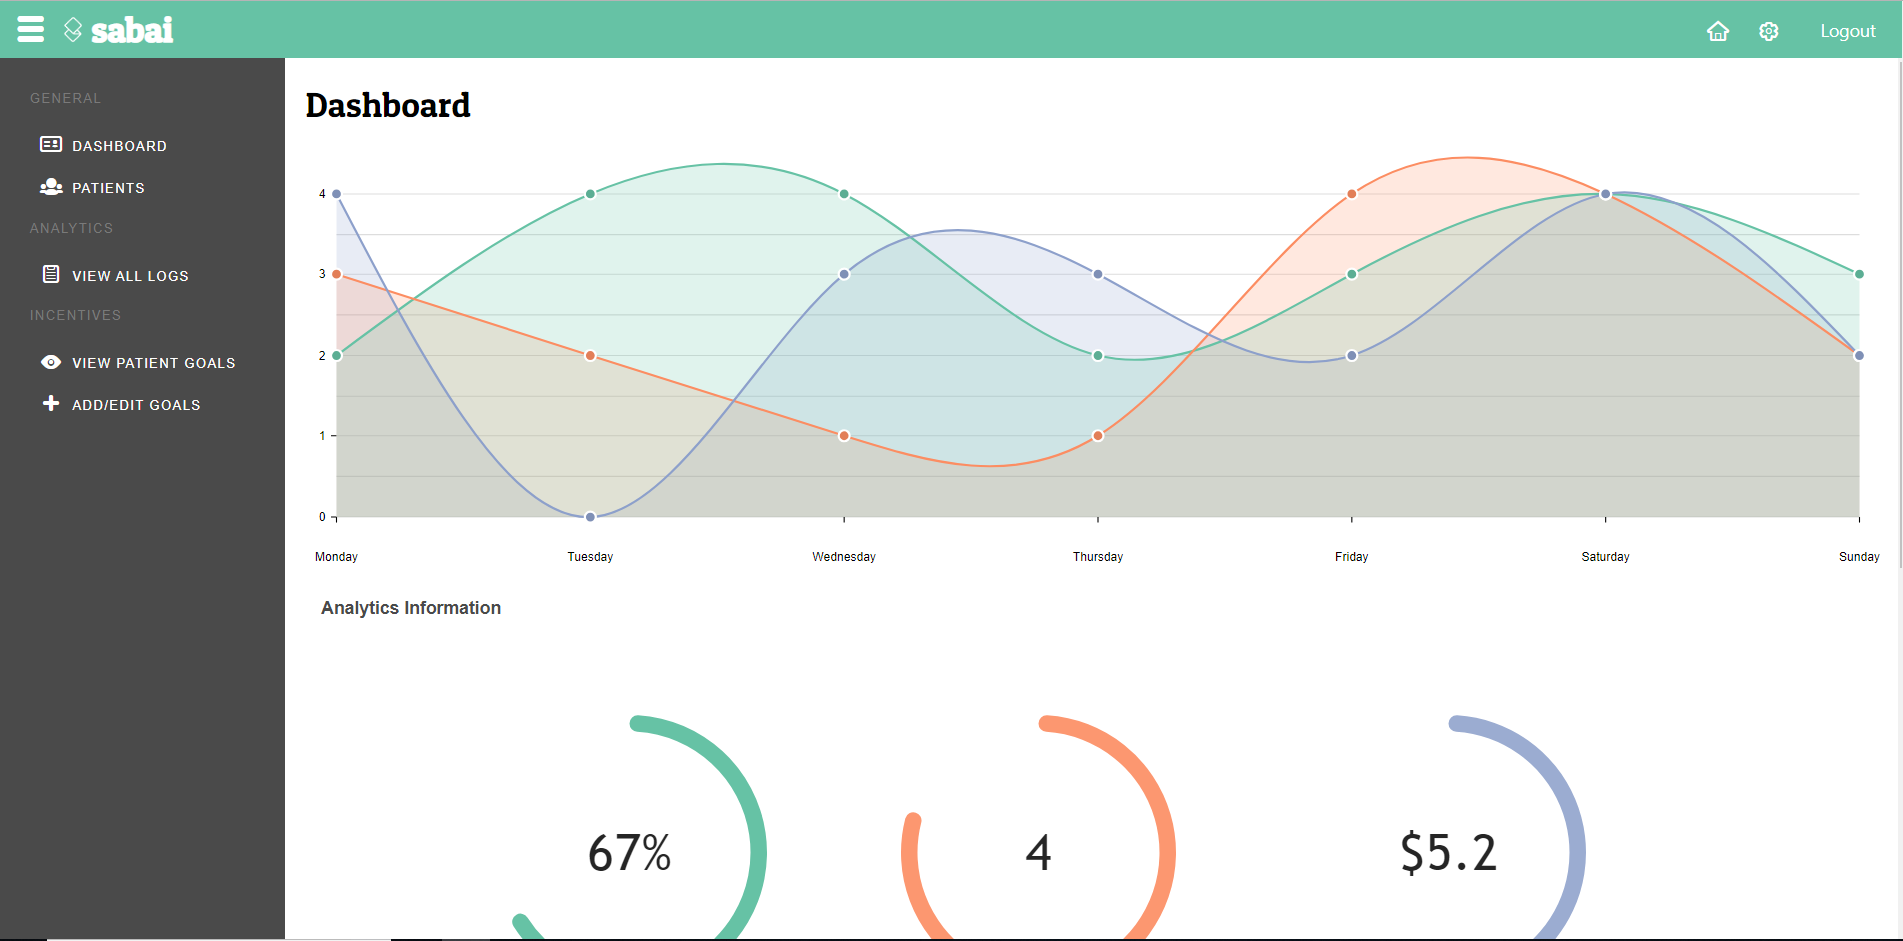 sabai
Logout
GENERAL
DASHBOARD
PATIENTS
ANALYTICS
VIEW ALL LOGS
INCENTIVES
VIEW PATIENT GOALS
ADD/EDIT GOALS
Dashboard
4
3
2
1
0
Monday Tuesday Wednesday Thursday Friday Saturday Sunday
Analytics Information
67% 4 $5.2